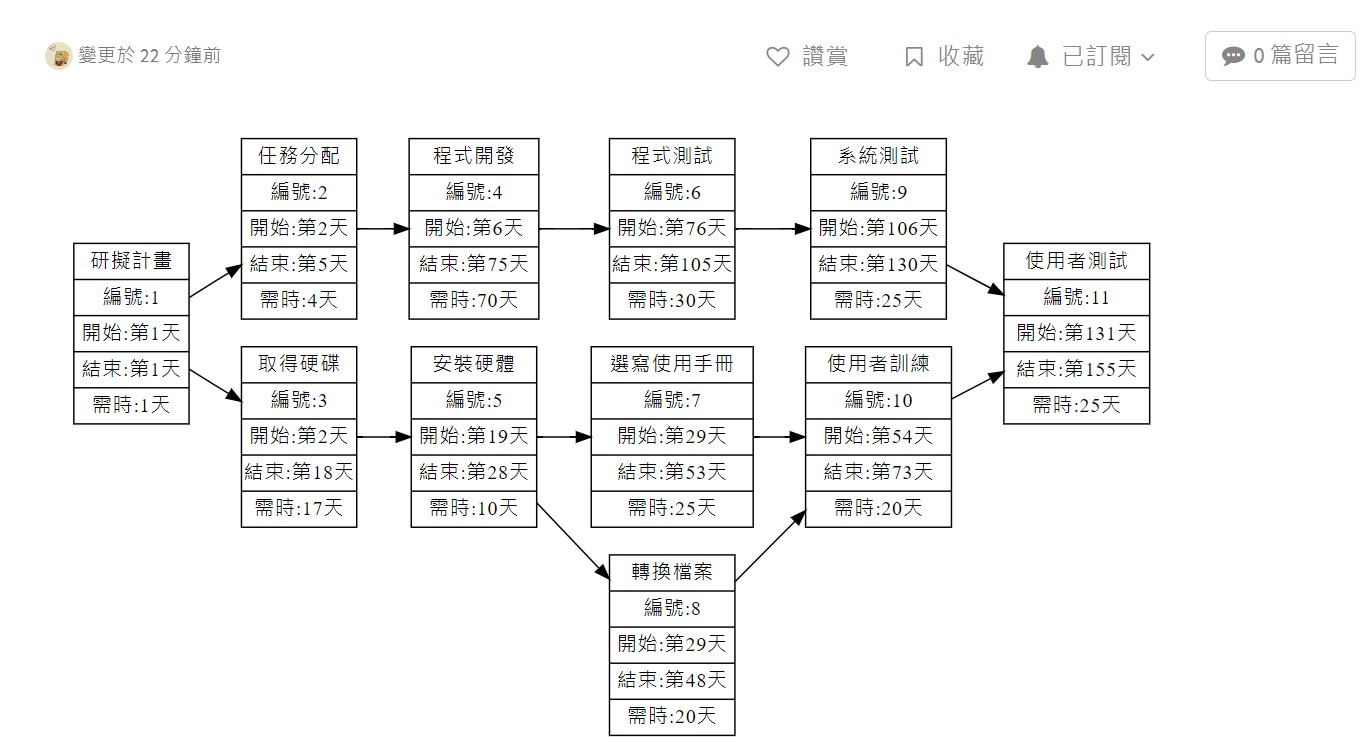 變更於 22 分鐘前
讚賞
收藏
已訂閱
0 篇留言
研擬計畫
編號:1
開始:第1天
結束:第1天
需時:1天
任務分配
編號:2
開始:第2天
結束:第5天
需時:4天
程式開發
編號:4
開始:第6天
結束:第75天
需時:70天
程式測試
編號:6
開始:第76天
結束:第105天
需時:30天
系統測試
編號:9
開始:第106天
結束:第130天
需時:25天
使用者測試
編號:11
開始:第131天
結束:第155天
需時:25天
取得硬碟
編號:3
開始:第2天
結束:第18天
需時:17天
安裝硬體
編號:5
開始:第19天
結束:第28天
需時:10天
選寫使用手冊
編號:7
開始:第29天
結束:第53天
需時:25天
使用者訓練
編號:10
開始:第54天
結束:第73天
需時:20天
轉換檔案
編號:8
開始:第29天
結束:第48天
需時:20天